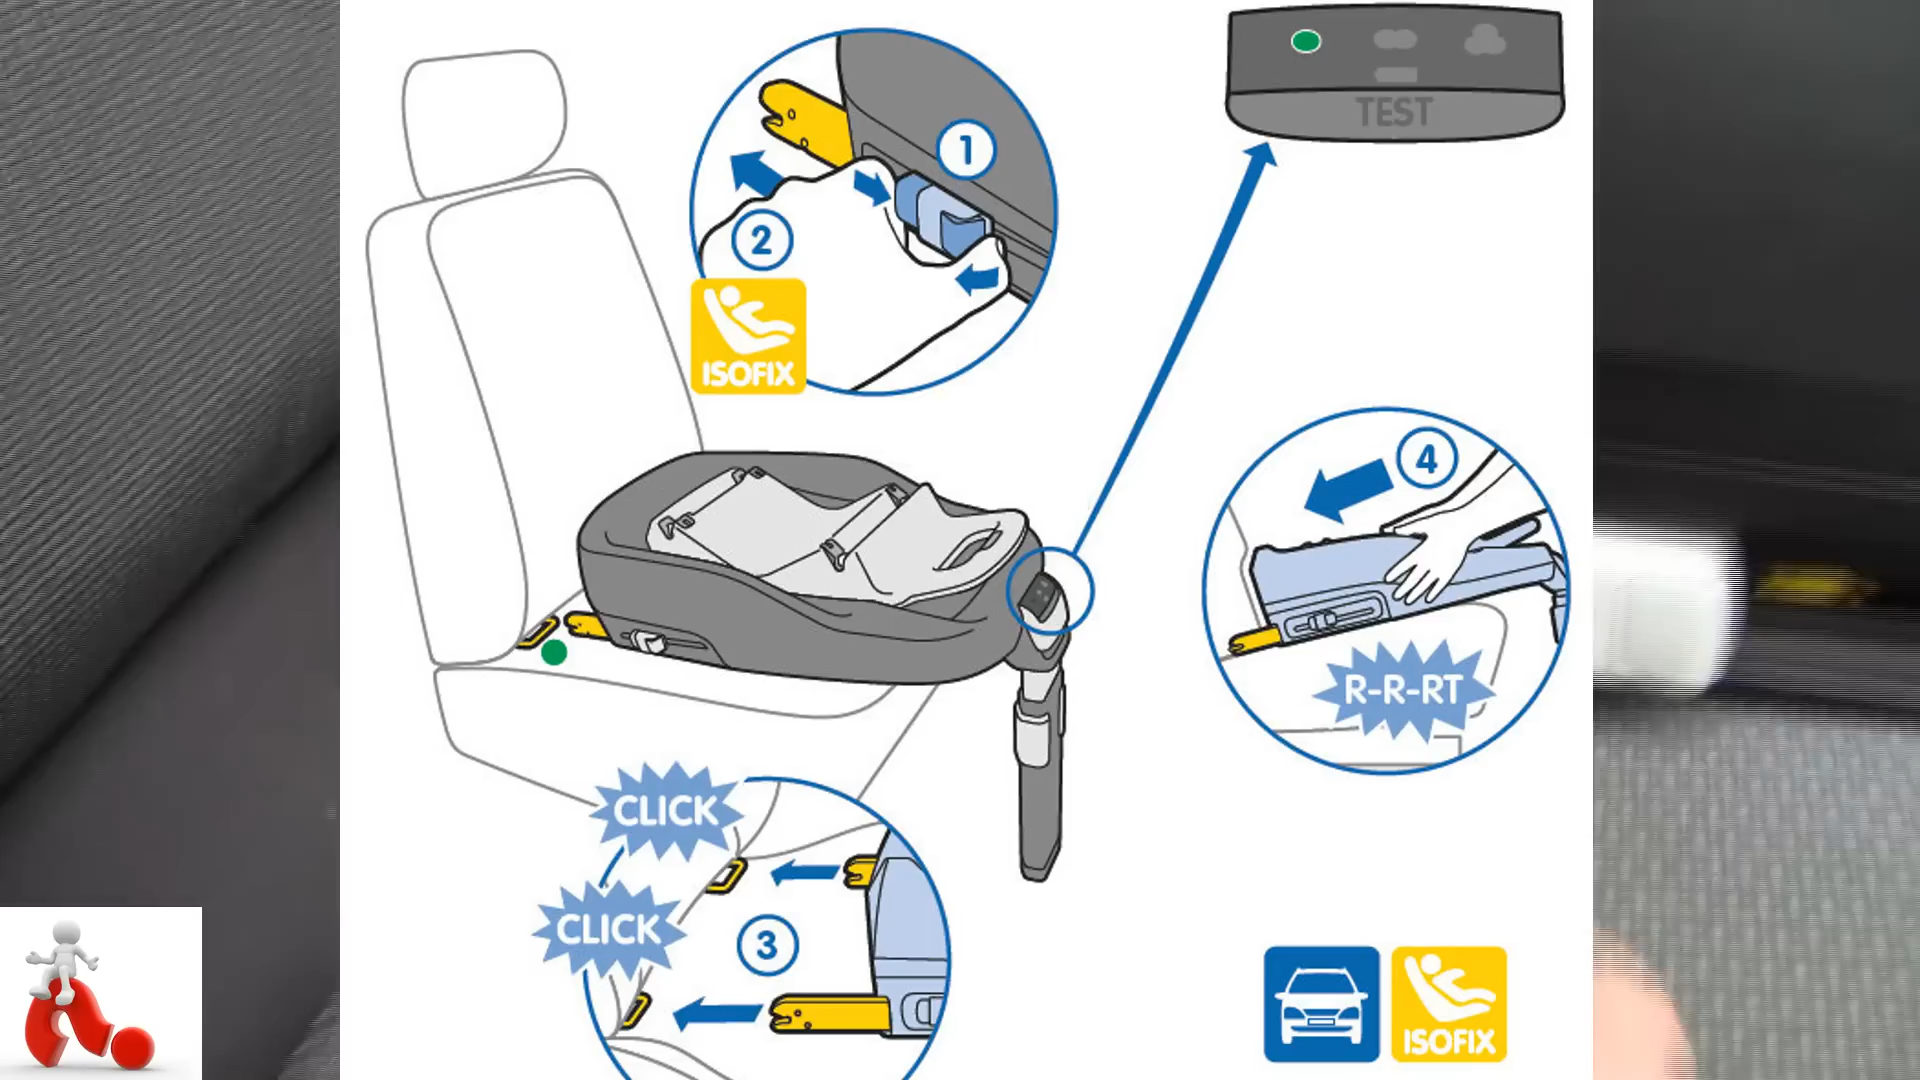 TEST
1
2
ISOFIX
4
R-R-RT
CLICK
CLICK
3
ISOFIX